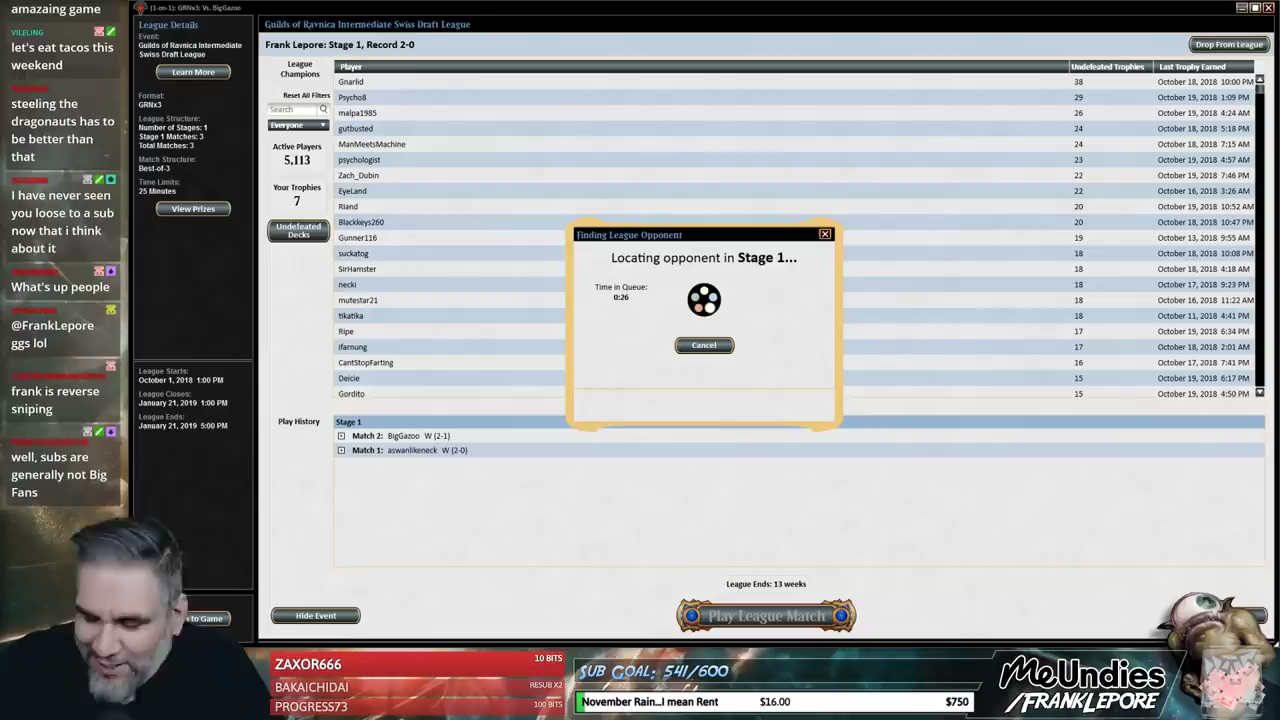 amazaing game
VILEUNG
let's eat tacos this
weekend
steeling the
dragonauts has to
be better than
that
I have never seen
you loose to a sub
now that i think
about it
What's up people
@FrankLepore
ggs lol
frank is reverse
sniping
well, subs are
generally not Big
Fans
(1-on-1): GRNx3: Vs. BigGazoo
League Details
Event:
Guilds of Ravnica Intermediate
Swiss Draft League
Learn More
Format:
GRNx3
League Structure:
Number of Stages: 1
Stage 1 Matches: 3
Total Matches: 3
Match Structure:
Best-of-3
Time Limits:
25 Minutes
View Prizes
League Starts:
October 1, 2018 1:00 PM
League Closes:
January 21, 2019 1:00 PM
League Ends:
January 21, 2019 5:00 PM
to Game
Guilds of Ravnica Intermediate Swiss Draft League
Frank Lepore: Stage 1, Record 2-0
Drop From League
League
Champions
Reset All Filters
Search
Everyone
Active Players
5,113
Your Trophies
7
Undefeated
Decks
Player Undefeated Trophies Last Trophy Earned
Gnarlid 38 October 18, 2018 10:00 PM
Psycho8 29 October 19, 2018 1:09 PM
malpa1985 26 October 19, 2018 4:24 AM
gutbusted 24 October 18, 2018 5:18 PM
ManMeetsMachine 24 October 18, 2018 7:15 AM
psychologist 23 October 19, 2018 4:57 AM
Zach_Dubin 22 October 19, 2018 7:46 PM
EyeLand 22 October 16, 2018 3:26 AM
Riand 20 October 19, 2018 10:52 AM
Blackkeys260 20 October 18, 2018 10:47 PM
Gunner116 19 October 13, 2018 9:55 AM
suckatog 18 October 19, 2018 10:08 PM
SirHamster 18 October 19, 2018 4:18 AM
necki 18 October 17, 2018 9:23 PM
mutestar21 18 October 16, 2018 11:22 AM
tikatika 18 October 11, 2018 4:41 PM
Ripe 17 October 19, 2018 6:34 PM
ifarnung 17 October 18, 2018 2:01 AM
CantStopFarting 16 October 17, 2018 7:41 PM
Deicie 15 October 19, 2018 6:17 PM
Gordito 15 October 19, 2018 4:50 PM
Finding League Opponent
Locating opponent in Stage 1...
Time in Queue:
0:26
Cancel
Play History
Stage 1
Match 2: BigGazoo W (2-1)
Match 1: aswanlikeneck W (2-0)
League Ends: 13 weeks
Hide Event
Play League Match
ZAXOR666 10 BITS
BAKAICHIDAI RESUB X2
PROGRESS73 100 BITS
SUB GOAL: 541/600
November Rain...I mean Rent $16.00 $750
MeUndies
/FRANKLEPORE